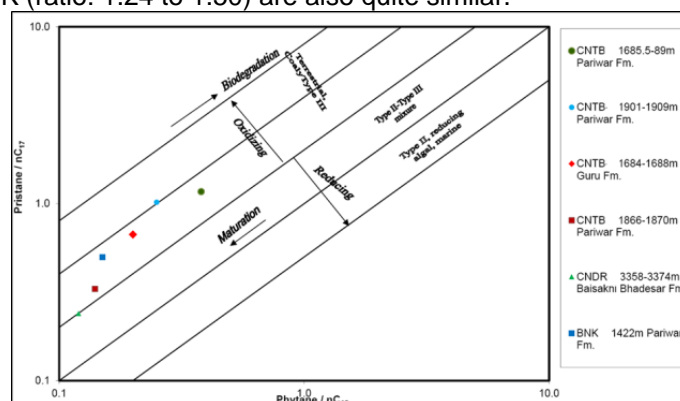 (ratio: 1.24 to 1.50) are also quite similar.
10.0
Biodegradation
Terrestrial,
Coaly Type III
Oxidizing
Type II-Type III
mixture
Type II, reducing
algal, marine
Reducing
Maturation
Pristane / nC17
1.0
0.1
0.1
1.0
10.0
Phytane /
CNTB 1685.5-89m
Pariwar Fm.
CNTB 1901-1909m
Pariwar Fm.
CNTB 1684-1688m
Guru Fm.
CNTB 1866-1870m
Pariwar Fm.
CNDR 3358-3374m
Baisakhi Bhadesar Fm
BNK 1422m Pariwar
Fm.